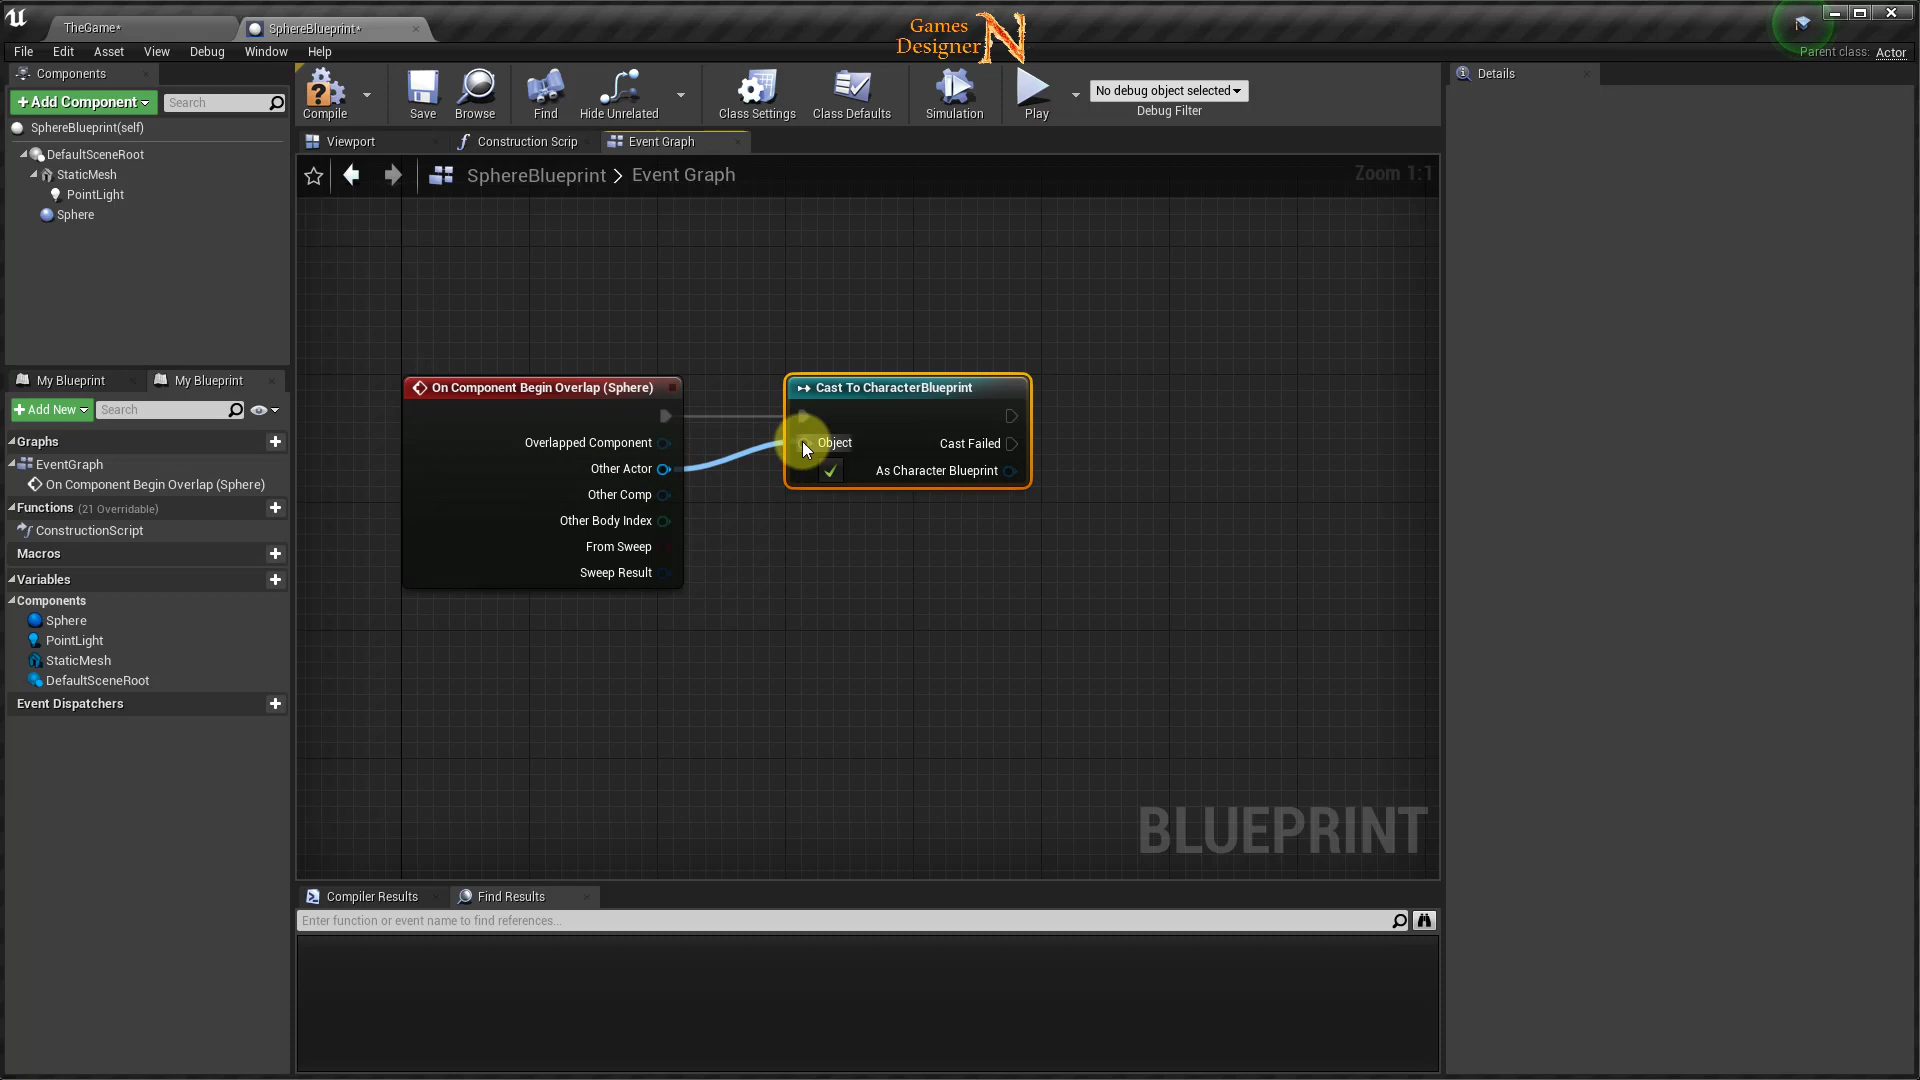 TheGame*
SphereBlueprint*
Games
Designer N
Parent class: Actor
File Edit Asset View Debug Window Help
Components
Add Component
Search
SphereBlueprint(self)
DefaultSceneRoot
StaticMesh
PointLight
Sphere
Compile
Save
Browse
Find
Hide Unrelated
Class Settings
Class Defaults
Simulation
Play
No debug object selected
Debug Filter
Details
Viewport
Construction Scrip
Event Graph
SphereBlueprint > Event Graph
Zoom 1:1
My Blueprint
My Blueprint
Add New
Search
Graphs
EventGraph
On Component Begin Overlap (Sphere)
Functions (21 Overridable)
ConstructionScript
Macros
Variables
Components
Sphere
PointLight
StaticMesh
DefaultSceneRoot
Event Dispatchers
On Component Begin Overlap (Sphere)
Overlapped Component
Other Actor
Other Comp
Other Body Index
From Sweep
Sweep Result
Cast To CharacterBlueprint
Object
Cast Failed
As Character Blueprint
BLUEPRINT
Compiler Results
Find Results
Enter function or event name to find references...